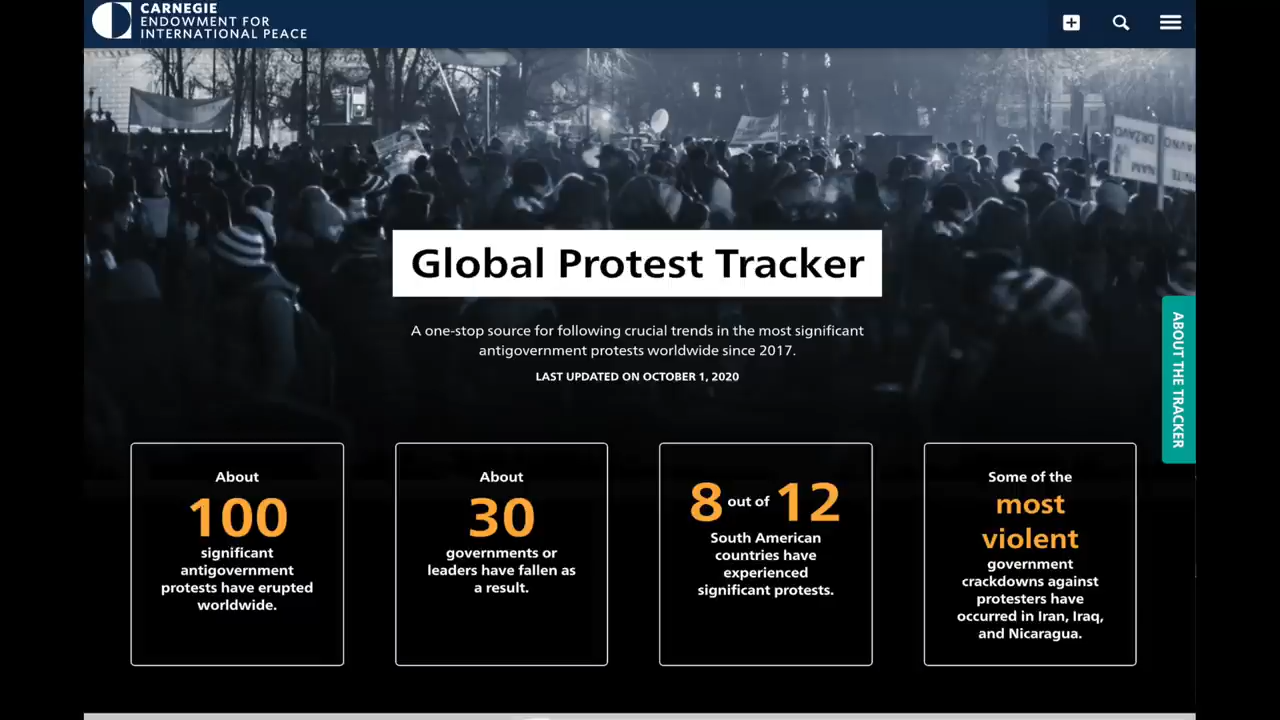 CARNEGIE
ENDOWMENT FOR
INTERNATIONAL PEACE
Global Protest Tracker
A one-stop source for following crucial trends in the most significant
antigovernment protests worldwide since 2017.
LAST UPDATED ON OCTOBER 1, 2020
ABOUT THE TRACKER
About
100
significant
antigovernment
protests have erupted
worldwide.
About
30
governments or
leaders have fallen as
a result.
8 out of 12
South American
countries have
experienced
significant protests.
Some of the
most
violent
government
crackdowns against
protesters have
occurred in Iran, Iraq,
and Nicaragua.